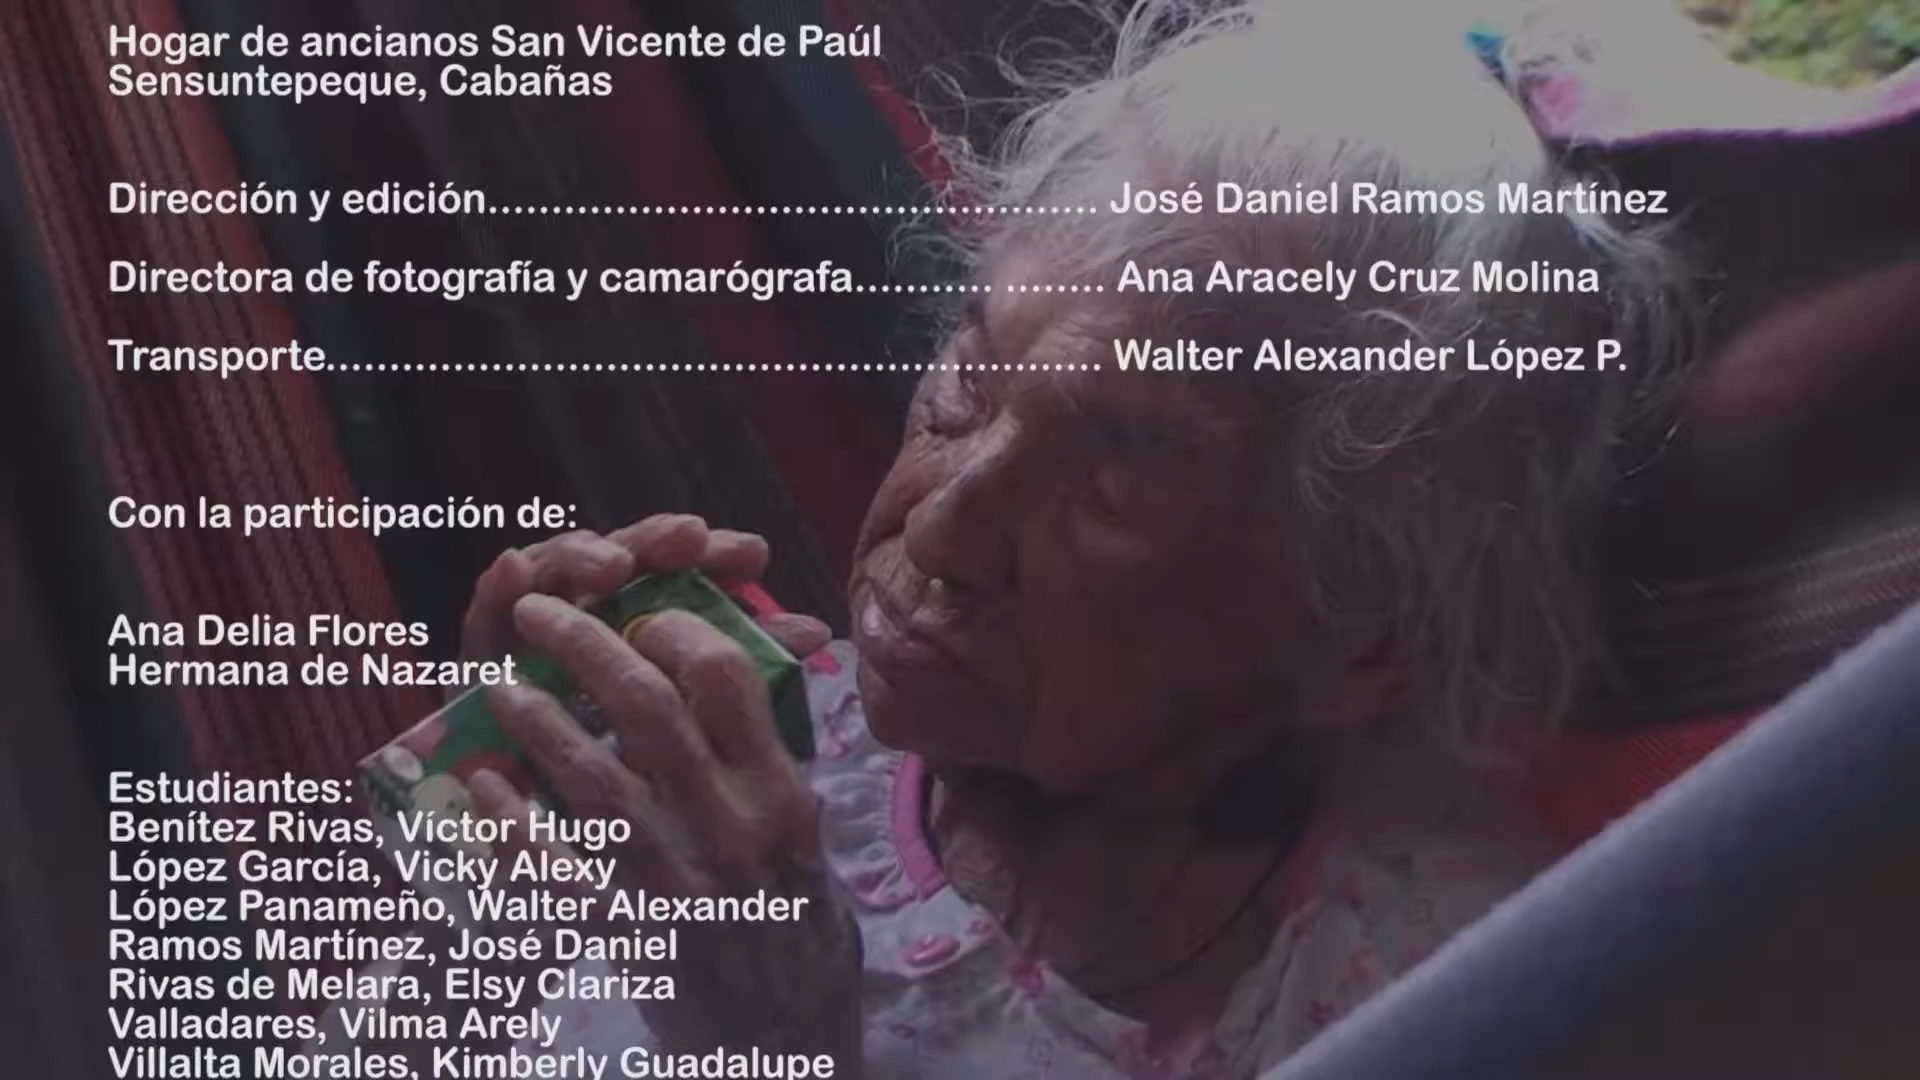 Hogar de ancianos San Vicente de Paúl
Sensuntepeque, Cabañas
Dirección y edición................................................ José Daniel Ramos Martínez
Directora de fotografía y camarógrafa........... ........ Ana Aracely Cruz Molina
Transporte............................................................. Walter Alexander López P.
Con la participación de:
Ana Delia Flores
Hermana de Nazaret
Estudiantes:
Benítez Rivas, Víctor Hugo
López García, Vicky Alexy
López Panameño, Walter Alexander
Ramos Martínez, José Daniel
Rivas de Melara, Elsy Clariza
Valladares, Vilma Arely
Villalta Morales, Kimberly Guadalupe